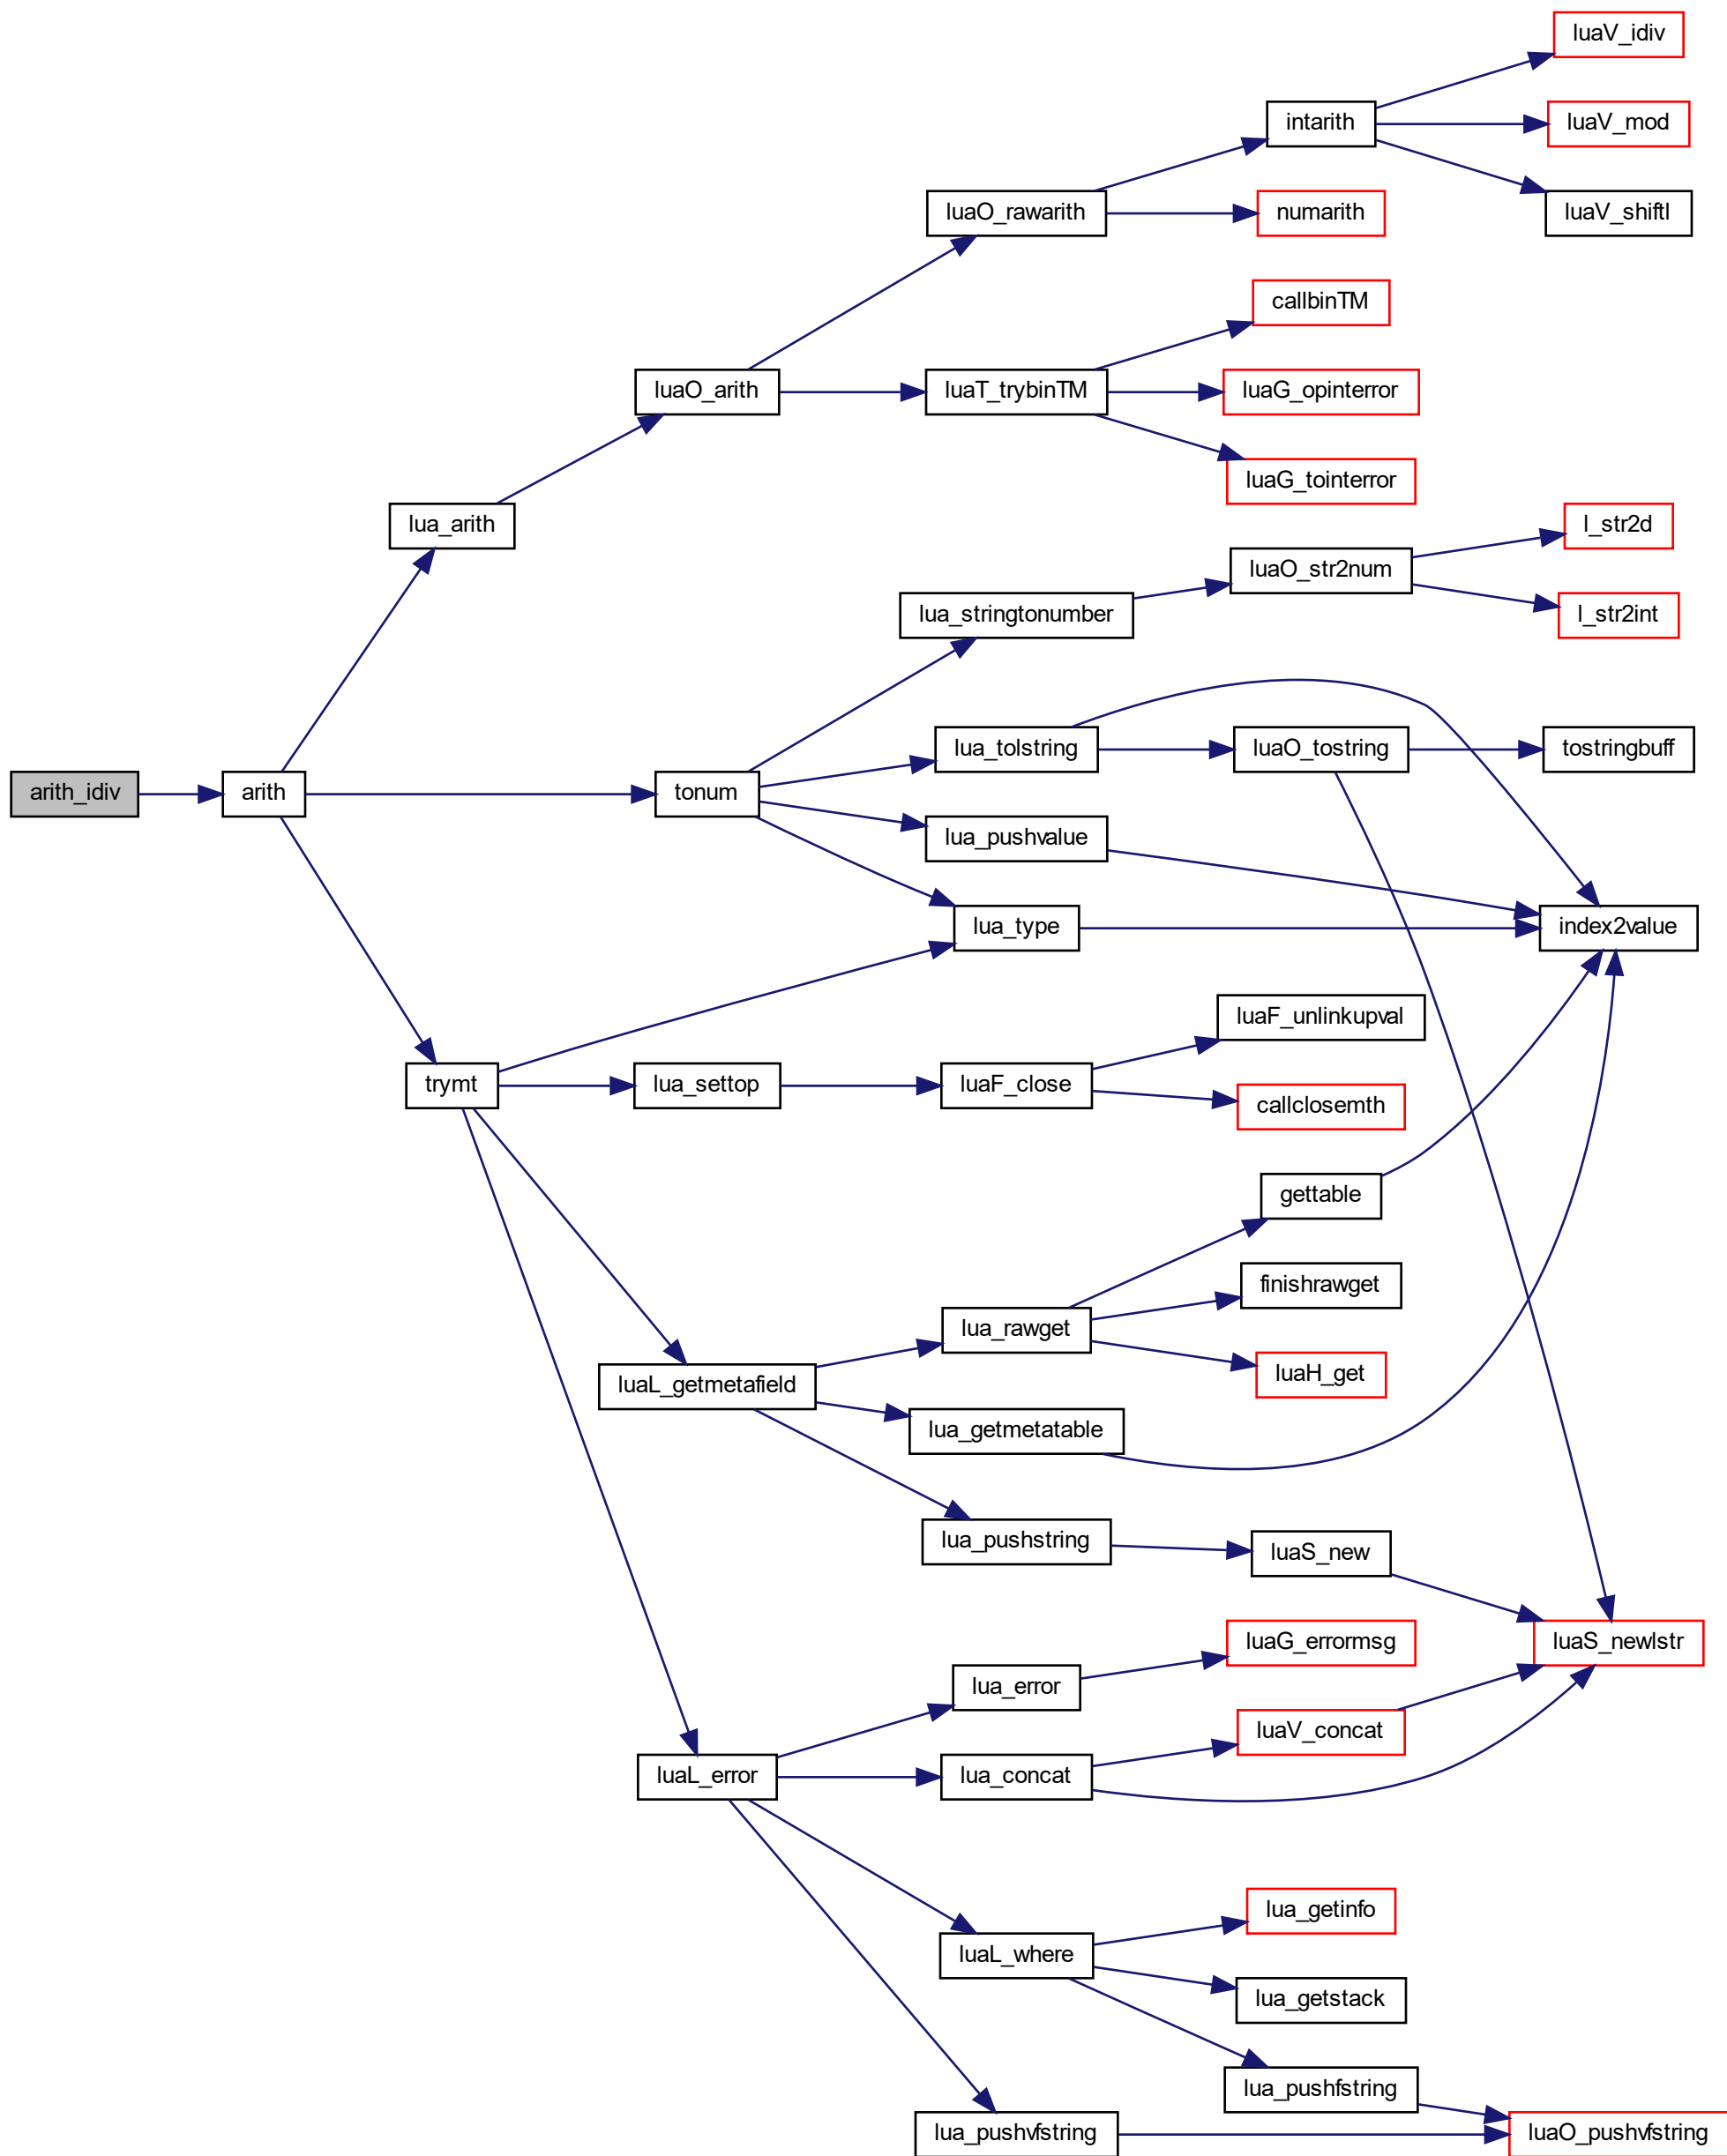 luaV_idiv
intarith
luaV_mod
luaO_rawarith
numarith
luaV_shiftl
callbinTM
luaO_arith
luaT_trybinTM
luaG_opinterror
luaG_tointerror
lua_arith
l_str2d
luaO_str2num
lua_stringtonumber
l_str2int
lua_tolstring
luaO_tostring
tostringbuff
arith_idiv
arith
tonum
lua_pushvalue
lua_type
index2value
luaF_unlinkupval
trymt
lua_settop
luaF_close
callclosemth
gettable
finishrawget
lua_rawget
luaH_get
luaL_getmetafield
lua_getmetatable
lua_pushstring
luaS_new
luaG_errormsg
luaS_newlstr
lua_error
luaV_concat
luaL_error
lua_concat
lua_getinfo
luaL_where
lua_getstack
lua_pushfstring
lua_pushvfstring
luaO_pushvfstring